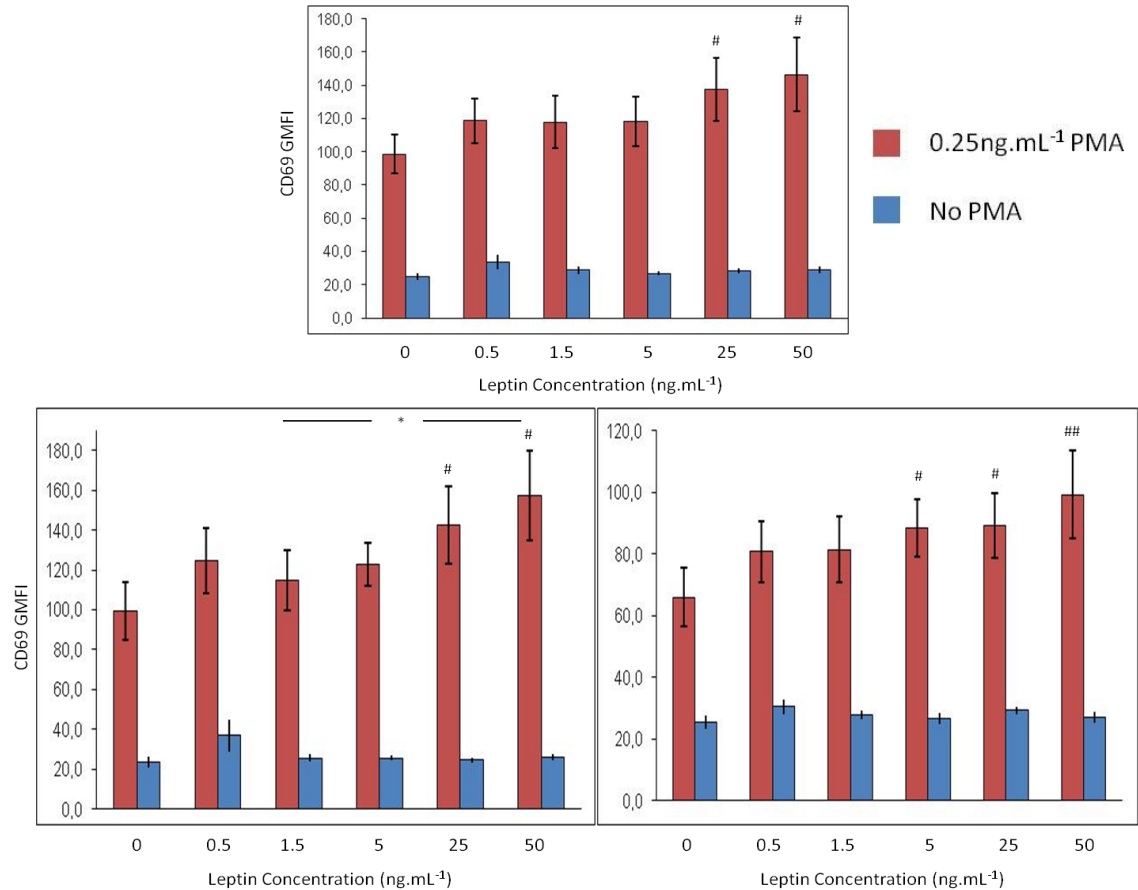 180,0
160,0
140,0
120,0
100,0
80,0
60,0
40,0
20,0
0,0
CD69 GMFI
# #
0 0.5 1.5 5 25 50
Leptin Concentration (ng.mL⁻¹)
0.25ng.mL⁻¹ PMA
No PMA
180,0
160,0
140,0
120,0
100,0
80,0
60,0
40,0
20,0
0,0
CD69 GMFI
*
# #
0 0.5 1.5 5 25 50
Leptin Concentration (ng.mL⁻¹)
120,0
100,0
80,0
60,0
40,0
20,0
0,0
# # ##
0 0.5 1.5 5 25 50
Leptin Concentration (ng.mL⁻¹)